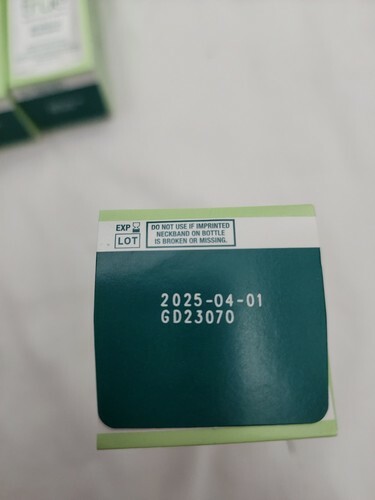 EXP
LOT
DO NOT USE IF IMPRINTED
NECKBAND ON BOTTLE
IS BROKEN OR MISSING.
2025-04-01
GD23070